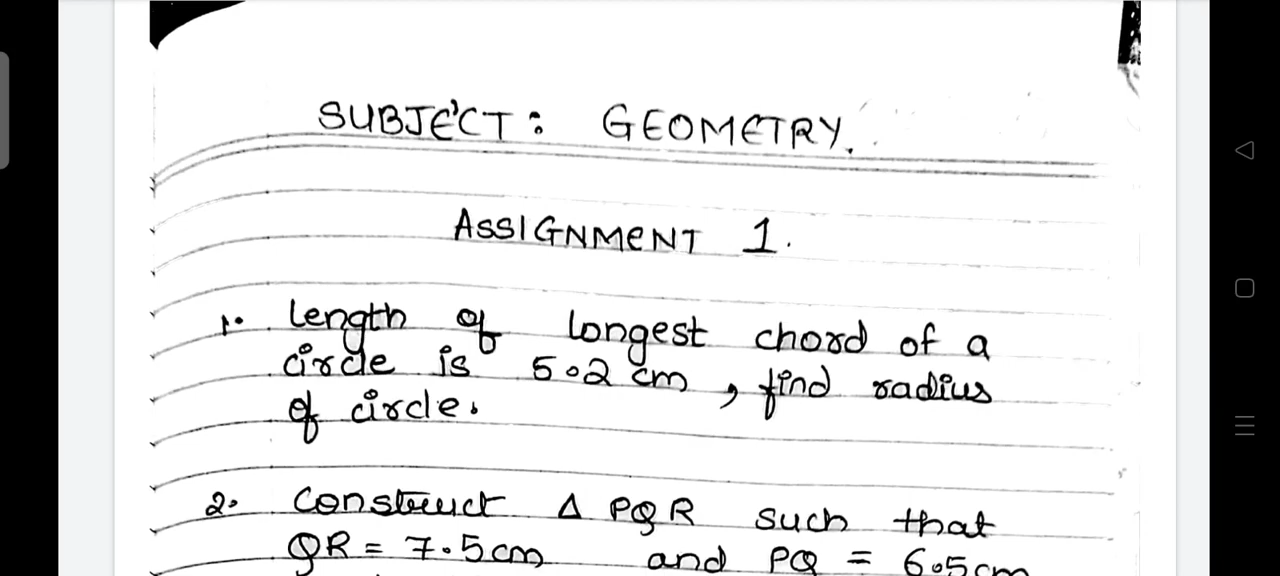 SUBJECT: GEOMETRY.
ASSIGNMENT 1.
1. Length of longest chord of a
circle is 5.2 cm, find radius
of circle.
2. Construct Δ PQR such that
QR = 7.5cm and PQ = 6.5cm